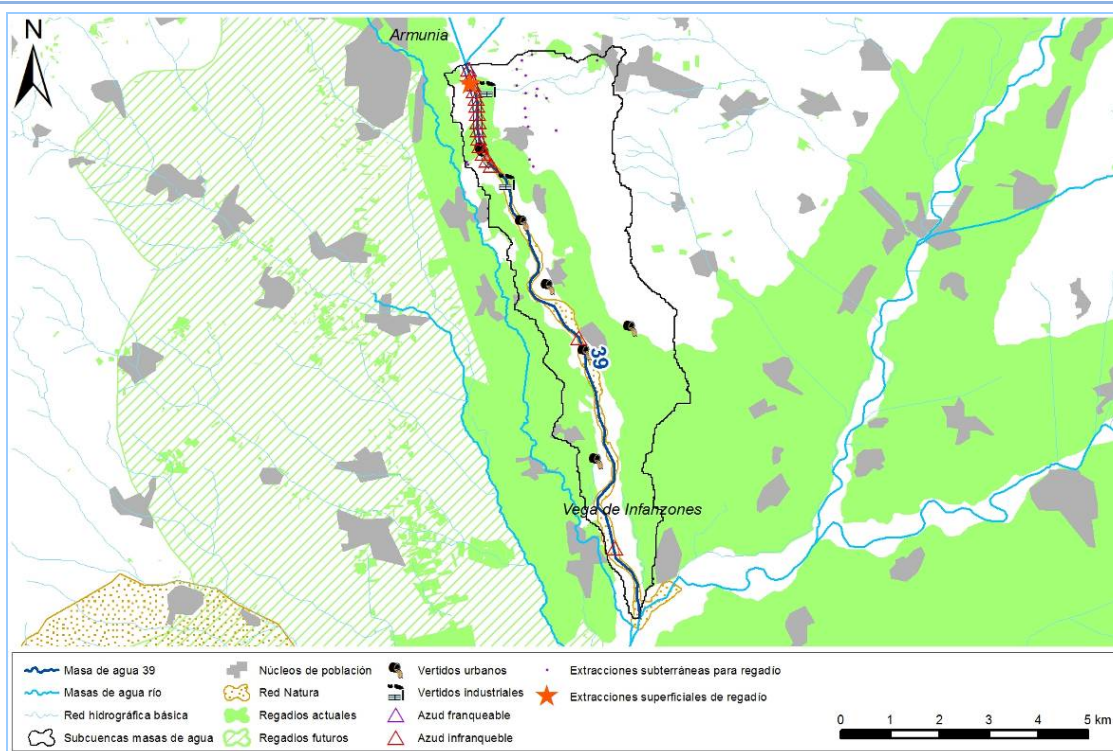 N
Armunia
39
Vega de Infanzones
Masa de agua 39
Masas de agua río
Red hidrográfica básica
Subcuencas masas de agua
Núcleos de población
Red Natura
Regadíos actuales
Regadíos futuros
Vertidos urbanos
Vertidos industriales
Azud franqueable
Azud infranqueable
Extracciones subterráneas para regadío
Extracciones superficiales de regadío
0 1 2 3 4 5 km